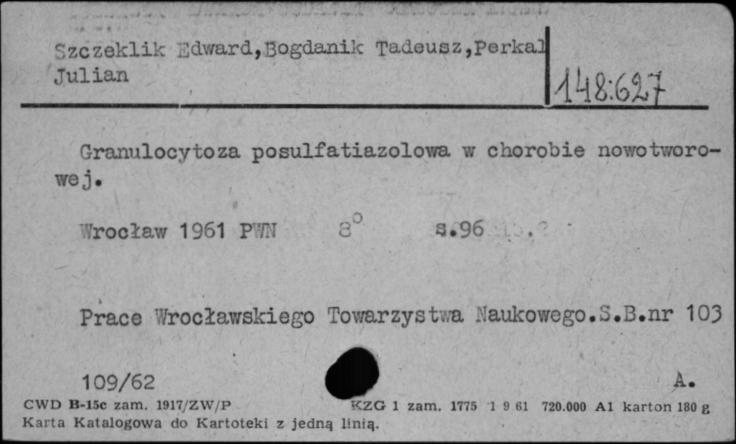 Szczeklik Edward,Bogdanik Tadeusz,Perkal
Julian
148:627
Granulocytoza posulfatiazolowa w chorobie nowotworo-
wej.
Wrocław 1961 PWN 8° s.96
Prace Wrocławskiego Towarzystwa Naukowego.S.B.nr 103
109/62 A.
CWD B-15c zam. 1917/ZW/P KZG 1 zam. 1775 1 9 61 720.000 A1 karton 180 g
Karta Katalogowa do Kartoteki z jedną linią.